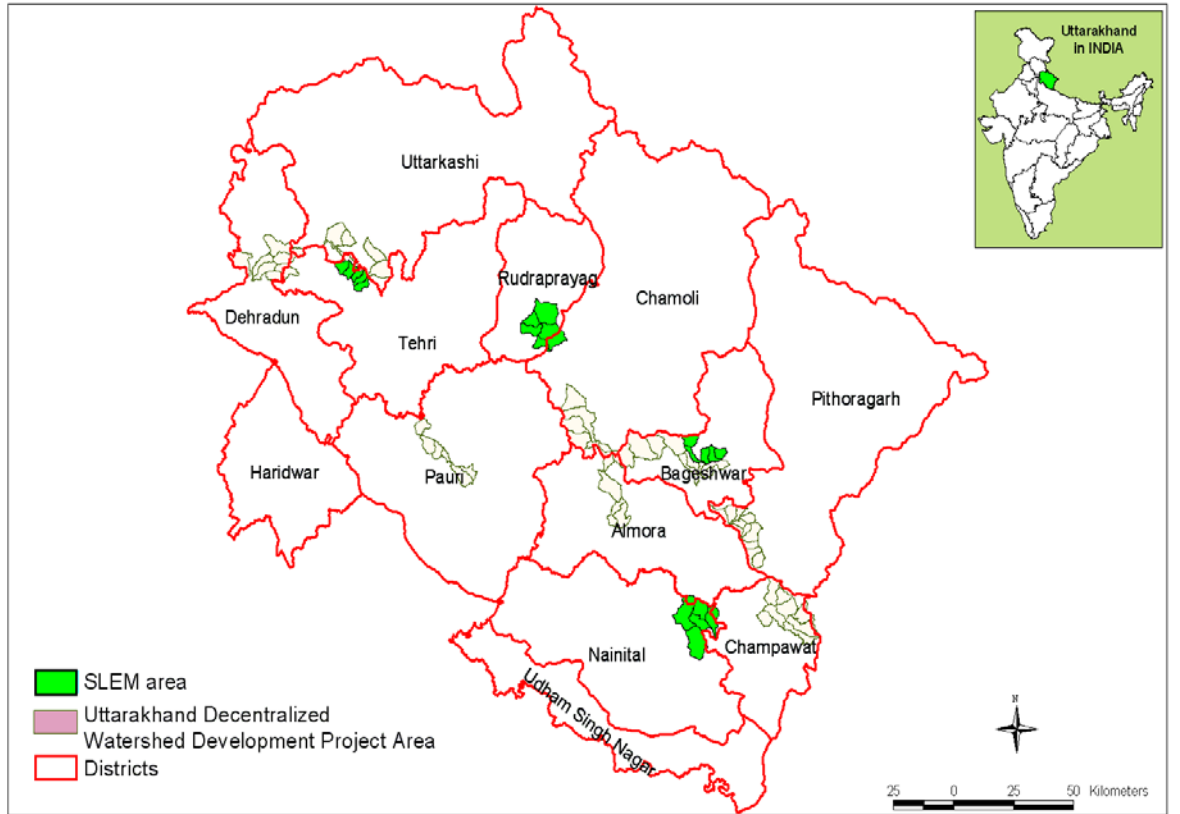 Uttarakhand
in INDIA
Uttarkashi
Rudraprayag
Chamoli
Dehradun
Tehri
Pithoragarh
Haridwar
Pauri
Bageshwar
Almora
Nainital
Champawat
Udham Singh Nagar
SLEM area
Uttarakhand Decentralized
Watershed Development Project Area
Districts
N
25 0 25 50 Kilometers